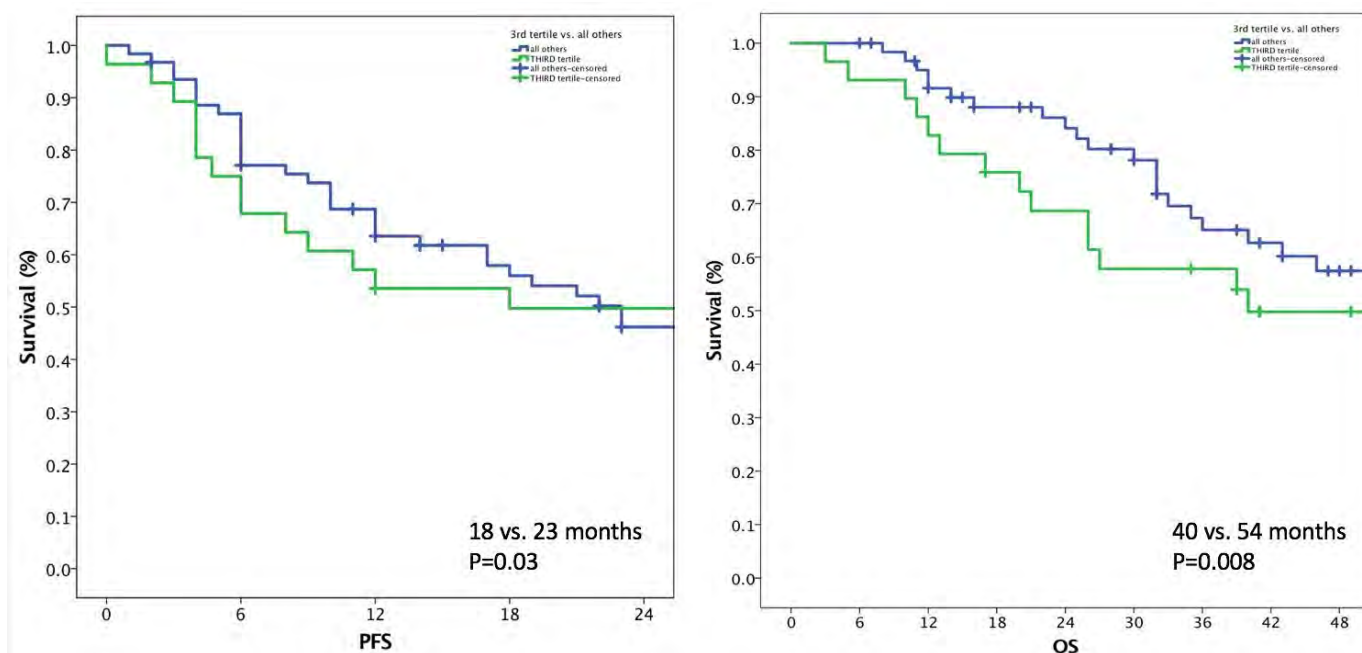 3rd tertile vs. all others
all others
THIRD tertile
all others-censored
THIRD tertile-censored
1.0
0.9
0.8
0.7
0.6
0.5
0.4
0.3
0.2
0.1
0.0
Survival (%)
18 vs. 23 months
P=0.03
0 6 12 18 24
PFS
3rd tertile vs. all others
all others
THIRD tertile
all others-censored
THIRD tertile-censored
1.0
0.9
0.8
0.7
0.6
0.5
0.4
0.3
0.2
0.1
0.0
Survival (%)
40 vs. 54 months
P=0.008
0 6 12 18 24 30 36 42 48
OS